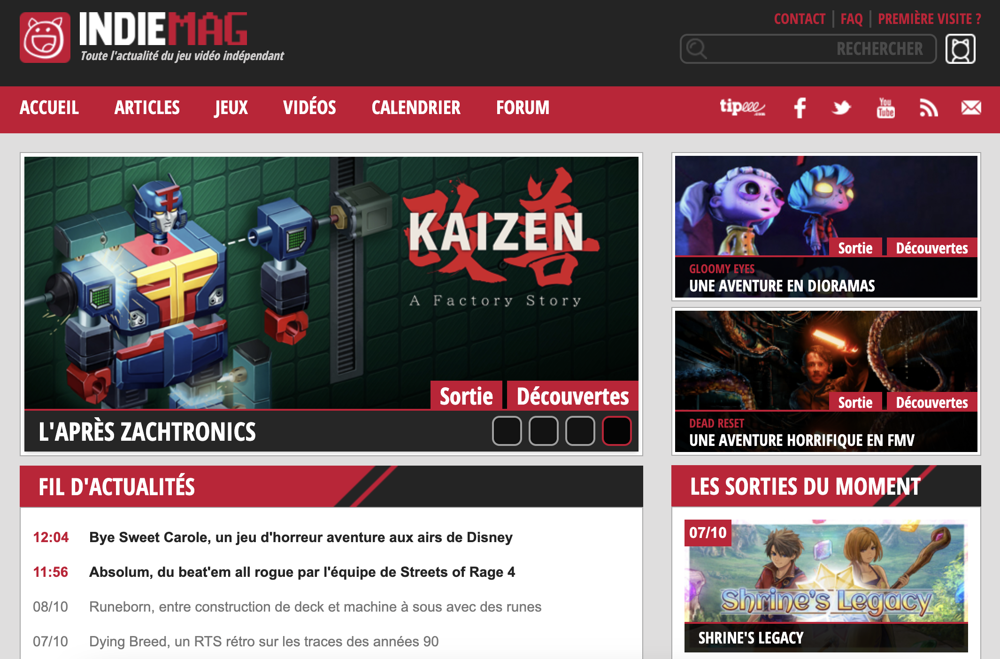 INDIEMAG
Toute l'actualité du jeu vidéo indépendant
CONTACT
FAQ
PREMIÈRE VISITE ?
RECHERCHER
ACCUEIL
ARTICLES
JEUX
VIDÉOS
CALENDRIER
FORUM
tipeee.com
You
Tube
改善
KAIZEN
A Factory Story
Sortie
Découvertes
L'APRÈS ZACHTRONICS
Sortie
Découvertes
GLOOMY EYES
UNE AVENTURE EN DIORAMAS
Sortie
Découvertes
DEAD RESET
UNE AVENTURE HORRIFIQUE EN FMV
FIL D'ACTUALITÉS
12:04 Bye Sweet Carole, un jeu d'horreur aventure aux airs de Disney
11:56 Absolum, du beat'em all rogue par l'équipe de Streets of Rage 4
08/10 Runeborn, entre construction de deck et machine à sous avec des runes
07/10 Dying Breed, un RTS rétro sur les traces des années 90
LES SORTIES DU MOMENT
07/10
Shrine's Legacy
SHRINE'S LEGACY